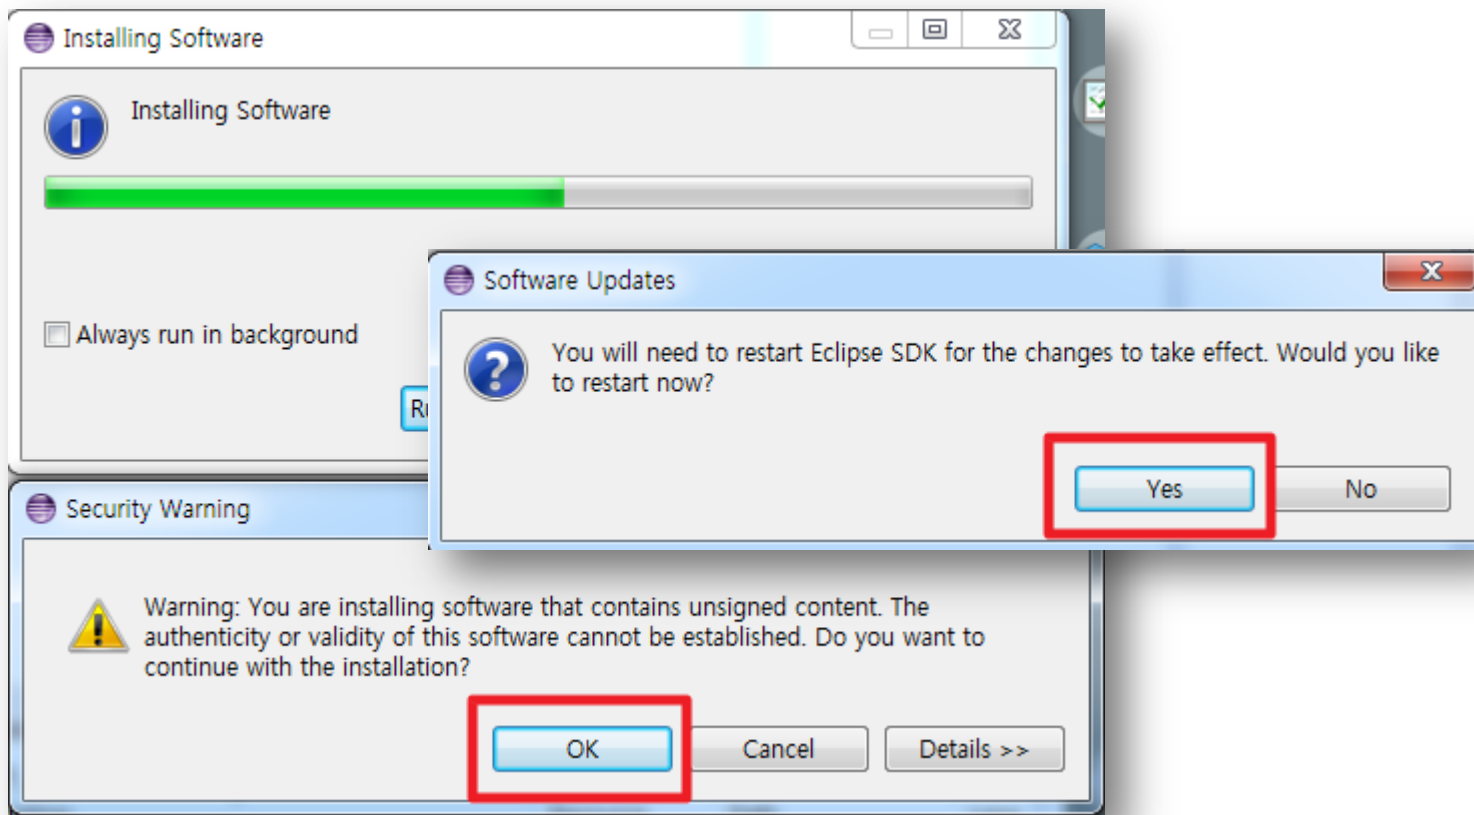 Installing Software
Installing Software
Always run in background
Software Updates
You will need to restart Eclipse SDK for the changes to take effect. Would you like
to restart now?
Yes
No
Security Warning
Warning: You are installing software that contains unsigned content. The
authenticity or validity of this software cannot be established. Do you want to
continue with the installation?
OK
Cancel
Details >>